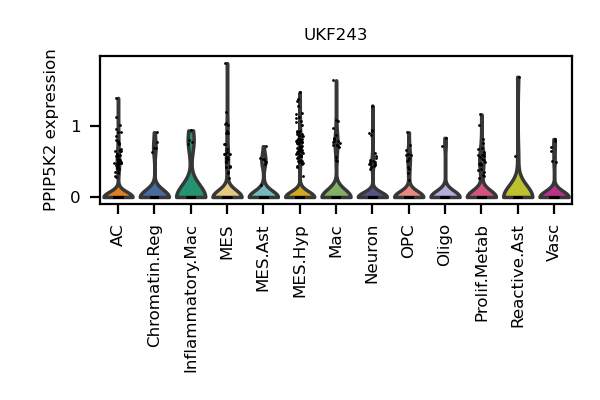 UKF243
PPIP5K2 expression
1
0
AC
Chromatin.Reg
Inflammatory.Mac
MES
MES.Ast
MES.Hyp
Mac
Neuron
OPC
Oligo
Prolif.Metab
Reactive.Ast
Vasc